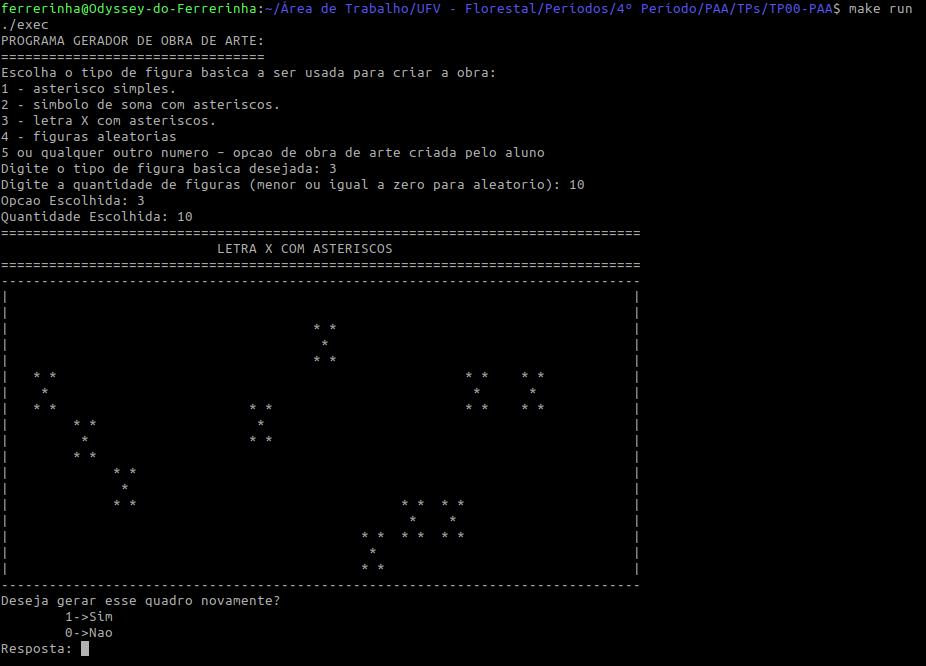 ferrerinha@Odyssey-do-Ferrerinha:~/Área de Trabalho/UFV - Florestal/Períodos/4º Período/PAA/TPs/TP00-PAA$ make run
./exec
PROGRAMA GERADOR DE OBRA DE ARTE:
=================================
Escolha o tipo de figura basica a ser usada para criar a obra:
1 - asterisco simples.
2 - simbolo de soma com asteriscos.
3 - letra X com asteriscos.
4 - figuras aleatorias
5 ou qualquer outro numero – opcao de obra de arte criada pelo aluno
Digite o tipo de figura basica desejada: 3
Digite a quantidade de figuras (menor ou igual a zero para aleatorio): 10
Opcao Escolhida: 3
Quantidade Escolhida: 10
================================================================================
                           LETRA X COM ASTERISCOS
================================================================================
--------------------------------------------------------------------------------
|                                                                              |
|                                                                              |
|                                      * *                                     |
|                                       *                                      |
|                                      * *                                     |
|   * *                                                   * *    * *           |
|    *                                                     *      *            |
|   * *                        * *                        * *    * *           |
|        * *                    *                                              |
|         *                    * *                                             |
|        * *                                                                   |
|             * *                                                              |
|              *                                                               |
|             * *                                 * *  * *                     |
|                                                  *    *                      |
|                                            * *  * *  * *                     |
|                                             *                                |
|                                            * *                               |
--------------------------------------------------------------------------------
Deseja gerar esse quadro novamente?
        1->Sim
        0->Nao
Resposta: